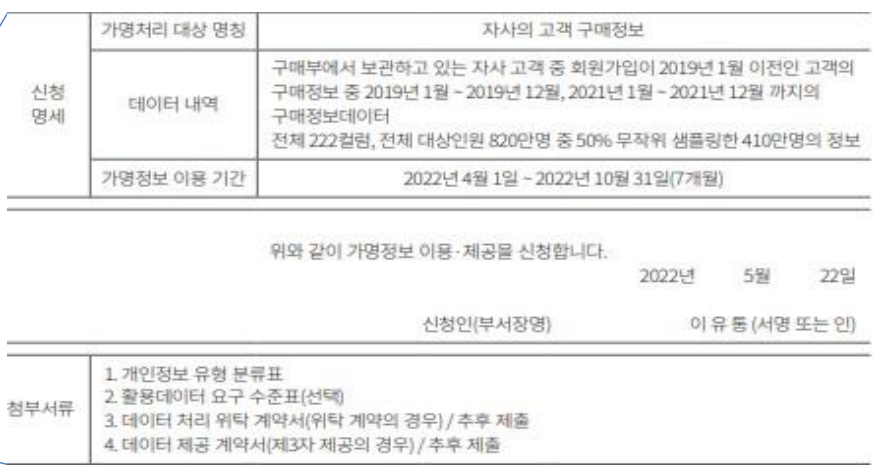 가명처리 대상 명칭 자사의 고객 구매정보
신청
명세
데이터 내역
구매부에서 보관하고 있는 자사 고객 중 회원가입이 2019년 1월 이전인 고객의
구매정보 중 2019년 1월 ~ 2019년 12월, 2021년 1월 ~ 2021년 12월 까지의
구매정보데이터
전체 222컬럼, 전체 대상인원 820만명 중 50% 무작위 샘플링한 410만명의 정보
가명정보 이용 기간 2022년 4월 1일 ~ 2022년 10월 31일(7개월)
위와 같이 가명정보 이용·제공을 신청합니다.
2022년 5월 22일
신청인(부서장명) 이 유 통 (서명 또는 인)
첨부서류
1. 개인정보 유형 분류표
2. 활용데이터 요구 수준표(선택)
3. 데이터 처리 위탁 계약서(위탁 계약의 경우) / 추후 제출
4. 데이터 제공 계약서(제3자 제공의 경우) / 추후 제출